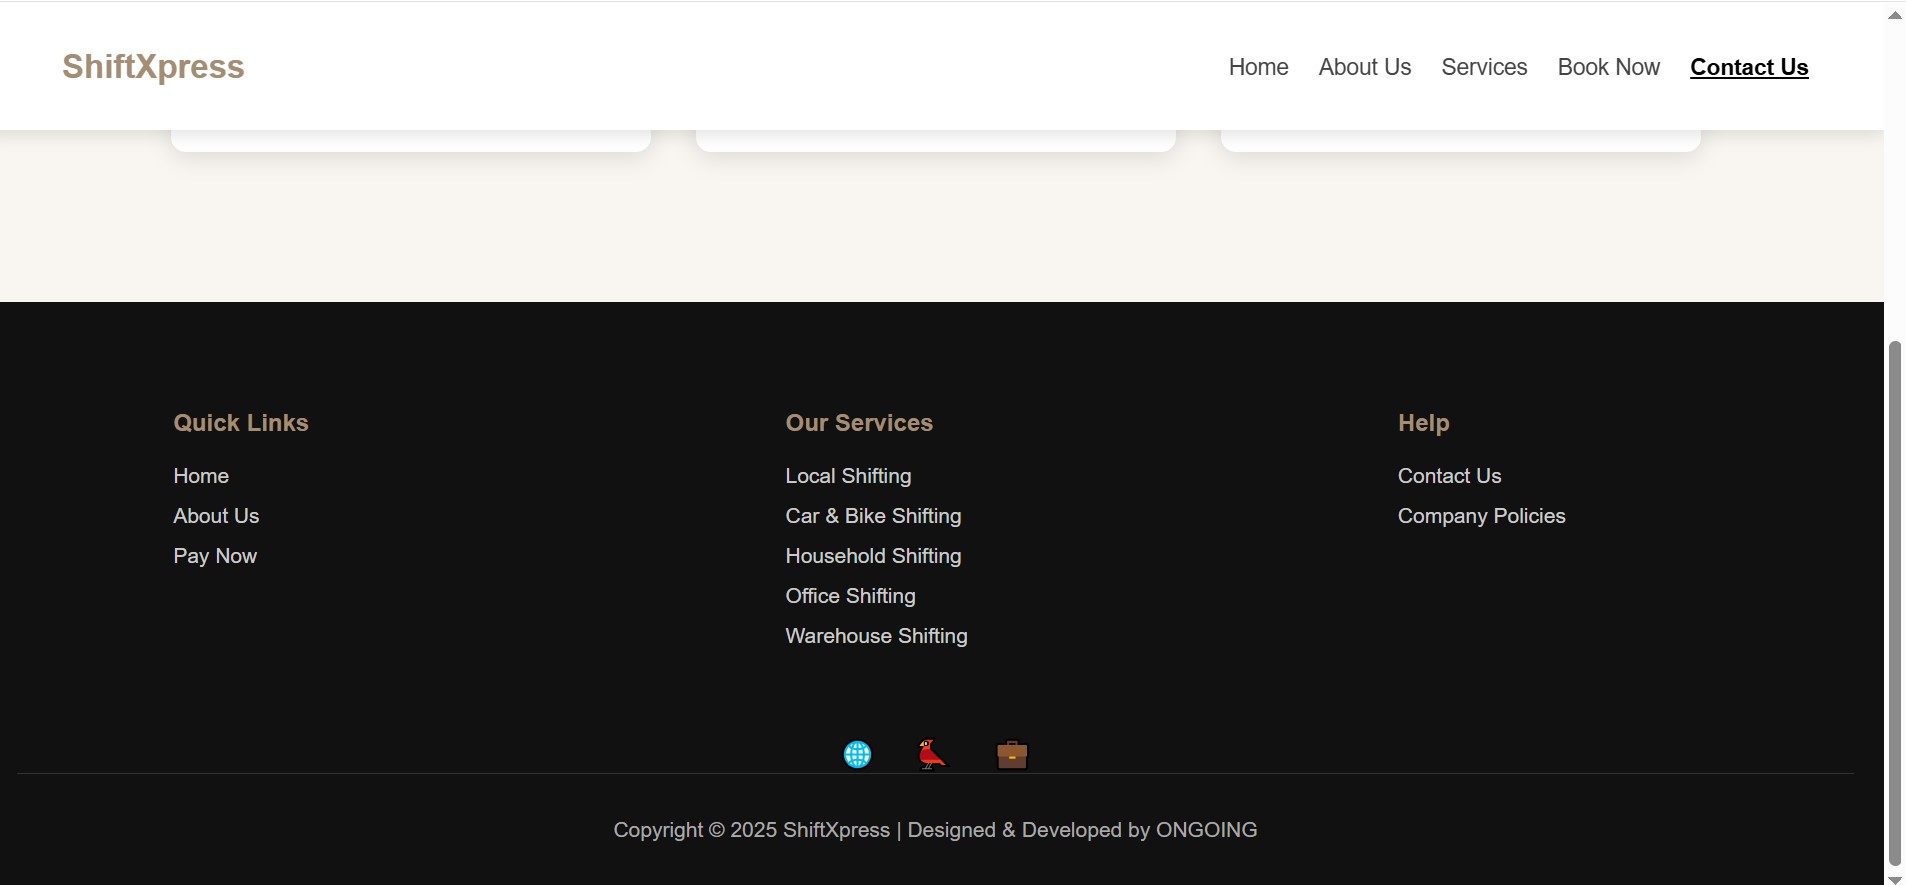 ShiftXpress
Home About Us Services Book Now Contact Us
Quick Links
Home
About Us
Pay Now
Our Services
Local Shifting
Car & Bike Shifting
Household Shifting
Office Shifting
Warehouse Shifting
Help
Contact Us
Company Policies
Copyright © 2025 ShiftXpress | Designed & Developed by ONGOING